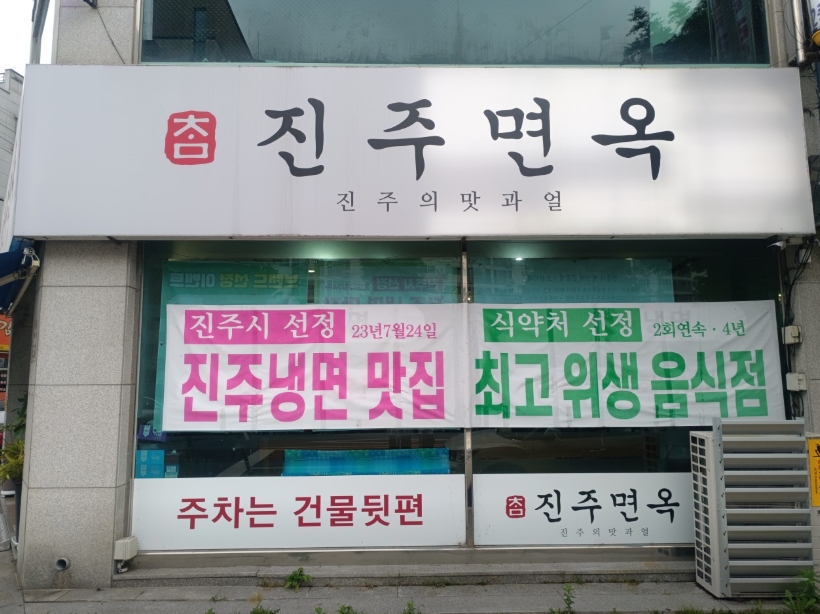 참 진주면옥
진주의맛과얼
진주시 선정 23년7월24일
진주냉면 맛집
식약처 선정 2회연속·4년
최고 위생 음식점
주차는 건물뒷편
참 진주면옥
진주의맛과얼